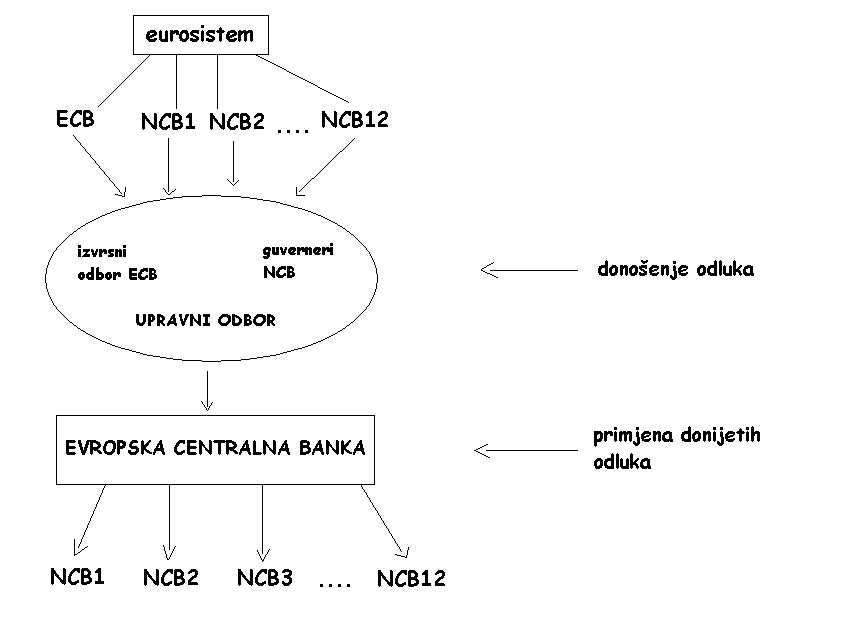 eurosistem
ECB NCB1 NCB2 .... NCB12
izvrsni
odbor ECB
guverneri
NCB
UPRAVNI ODBOR
donošenje odluka
EVROPSKA CENTRALNA BANKA
primjena donijetih
odluka
NCB1 NCB2 NCB3 .... NCB12